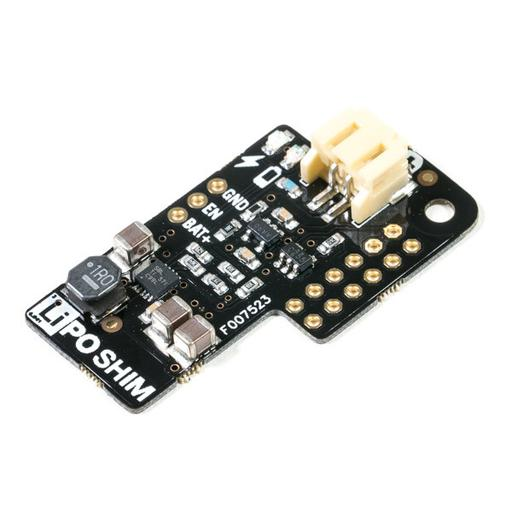 GND
EN
BAT+
1R0
F007523
LiPO SHIM